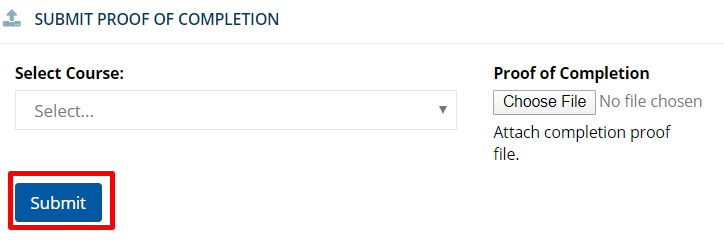 SUBMIT PROOF OF COMPLETION
Select Course:
Select...
Proof of Completion
Choose File No file chosen
Attach completion proof
file.
Submit